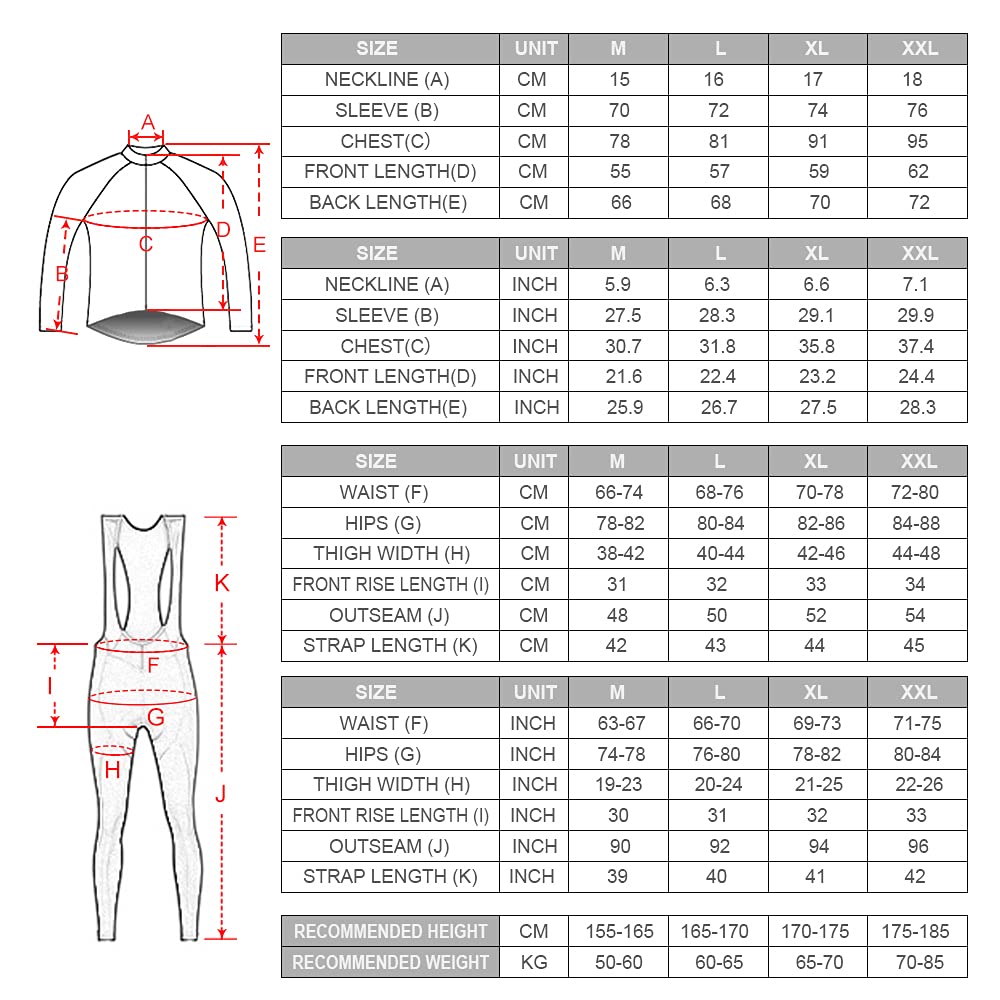 SIZE UNIT M L XL XXL
NECKLINE (A) CM 15 16 17 18
SLEEVE (B) CM 70 72 74 76
CHEST(C) CM 78 81 91 95
FRONT LENGTH(D) CM 55 57 59 62
BACK LENGTH(E) CM 66 68 70 72
A
B
C
D
E
SIZE UNIT M L XL XXL
NECKLINE (A) INCH 5.9 6.3 6.6 7.1
SLEEVE (B) INCH 27.5 28.3 29.1 29.9
CHEST(C) INCH 30.7 31.8 35.8 37.4
FRONT LENGTH(D) INCH 21.6 22.4 23.2 24.4
BACK LENGTH(E) INCH 25.9 26.7 27.5 28.3
SIZE UNIT M L XL XXL
WAIST (F) CM 66-74 68-76 70-78 72-80
HIPS (G) CM 78-82 80-84 82-86 84-88
THIGH WIDTH (H) CM 38-42 40-44 42-46 44-48
FRONT RISE LENGTH (I) CM 31 32 33 34
OUTSEAM (J) CM 48 50 52 54
STRAP LENGTH (K) CM 42 43 44 45
K
F
I
G
H
J
SIZE UNIT M L XL XXL
WAIST (F) INCH 63-67 66-70 69-73 71-75
HIPS (G) INCH 74-78 76-80 78-82 80-84
THIGH WIDTH (H) INCH 19-23 20-24 21-25 22-26
FRONT RISE LENGTH (I) INCH 30 31 32 33
OUTSEAM (J) INCH 90 92 94 96
STRAP LENGTH (K) INCH 39 40 41 42
RECOMMENDED HEIGHT CM 155-165 165-170 170-175 175-185
RECOMMENDED WEIGHT KG 50-60 60-65 65-70 70-85